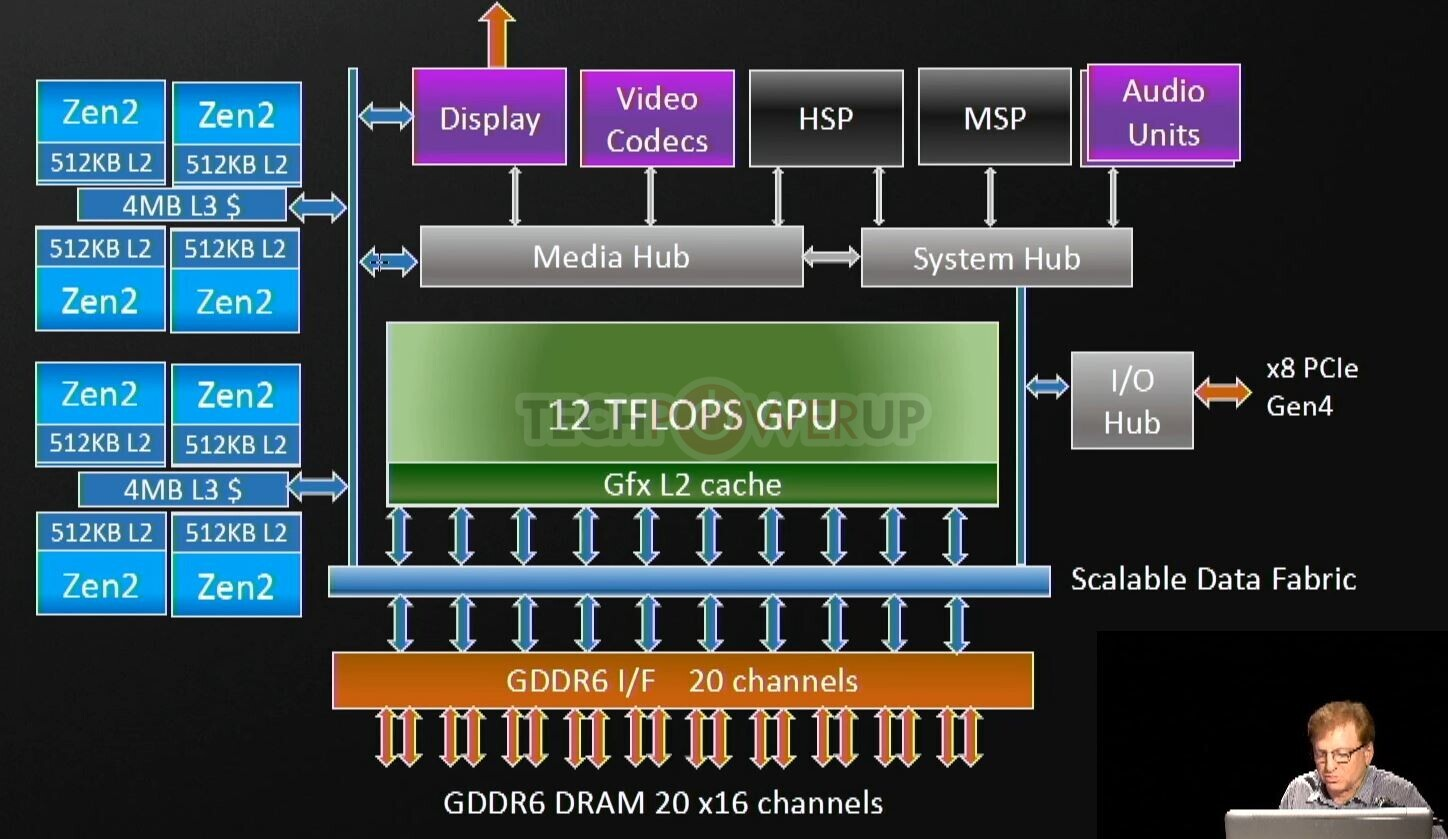 Zen2
Zen2
512KB L2
512KB L2
4MB L3 $
512KB L2
512KB L2
Zen2
Zen2
Zen2
Zen2
512KB L2
512KB L2
4MB L3 $
512KB L2
512KB L2
Zen2
Zen2
Display
Video
Codecs
HSP
MSP
Audio
Units
Media Hub
System Hub
12 TFLOPS GPU
TECHPOWERUP
Gfx L2 cache
I/O
Hub
x8 PCIe
Gen4
Scalable Data Fabric
GDDR6 I/F 20 channels
GDDR6 DRAM 20 x16 channels